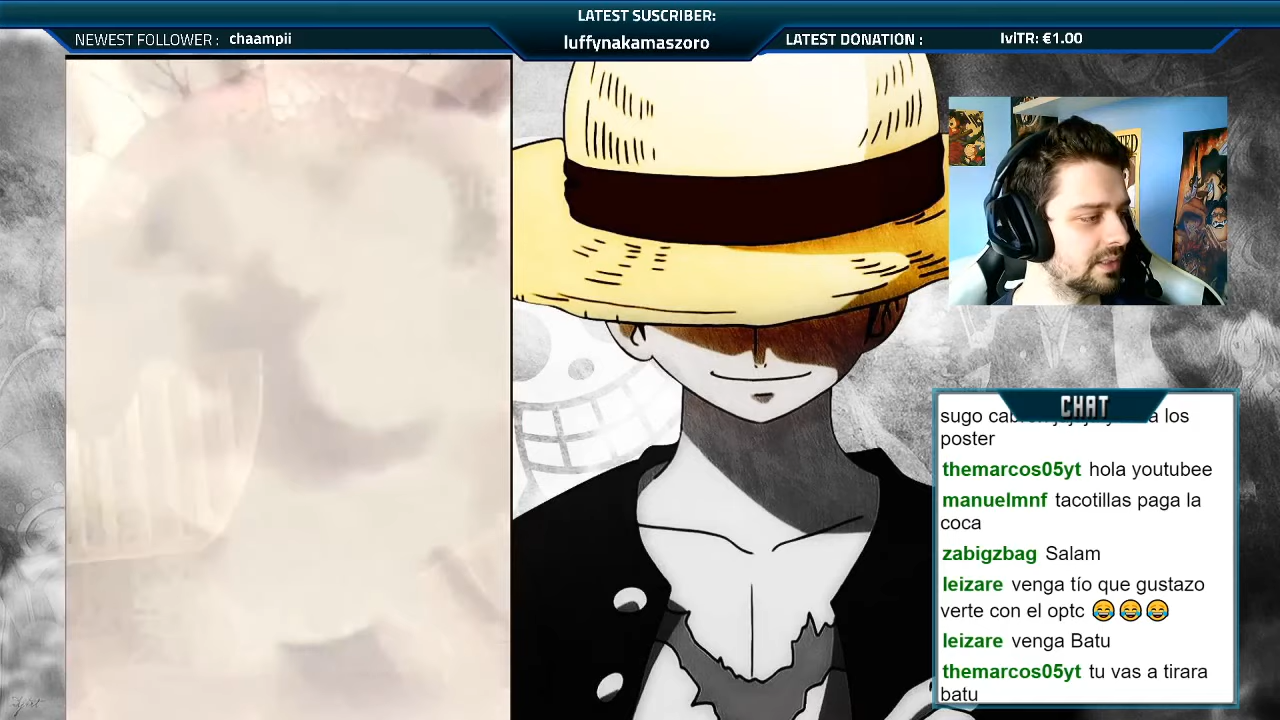 LATEST SUSCRIBER:
NEWEST FOLLOWER : chaampii
luffynakamaszoro
LATEST DONATION : lvlTR: €1.00
CHAT
sugo a los
poster
themarcos05yt hola youtubee
manuelmnf tacotillas paga la
coca
zabigzbag Salam
leizare venga tío que gustazo
verte con el optc 😂😂😂
leizare venga Batu
themarcos05yt tu vas a tirara
batu